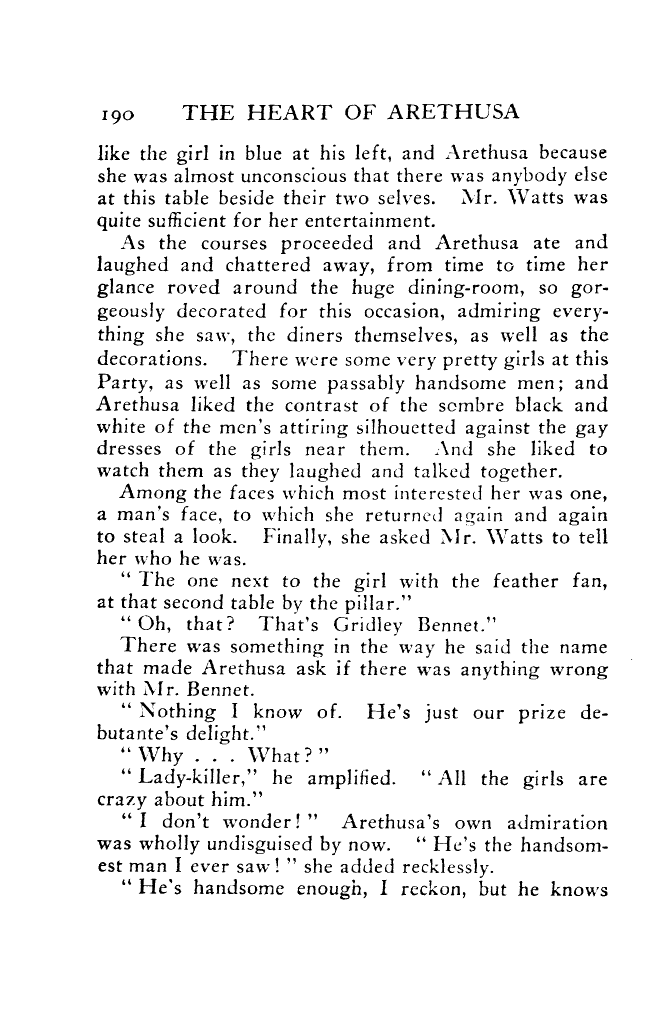 190 THE HEART OF ARETHUSA
like the girl in blue at his left, and Arethusa because
she was almost unconscious that there was anybody else
at this table beside their two selves. Mr. Watts was
quite sufficient for her entertainment.
As the courses proceeded and Arethusa ate and
laughed and chattered away, from time to time her
glance roved around the huge dining-room, so gor-
geously decorated for this occasion, admiring every-
thing she saw, the diners themselves, as well as the
decorations. There were some very pretty girls at this
Party, as well as some passably handsome men; and
Arethusa liked the contrast of the sombre black and
white of the men's attiring silhouetted against the gay
dresses of the girls near them. And she liked to
watch them as they laughed and talked together.
Among the faces which most interested her was one,
a man's face, to which she returned again and again
to steal a look. Finally, she asked Mr. Watts to tell
her who he was.
"The one next to the girl with the feather fan,
at that second table by the pillar."
"Oh, that? That's Gridley Bennet."
There was something in the way he said the name
that made Arethusa ask if there was anything wrong
with Mr. Bennet.
"Nothing I know of. He's just our prize de-
butante's delight."
"Why . . . What?"
"Lady-killer," he amplified. "All the girls are
crazy about him."
"I don't wonder!" Arethusa's own admiration
was wholly undisguised by now. "He's the handsom-
est man I ever saw!" she added recklessly.
"He's handsome enough, I reckon, but he knows